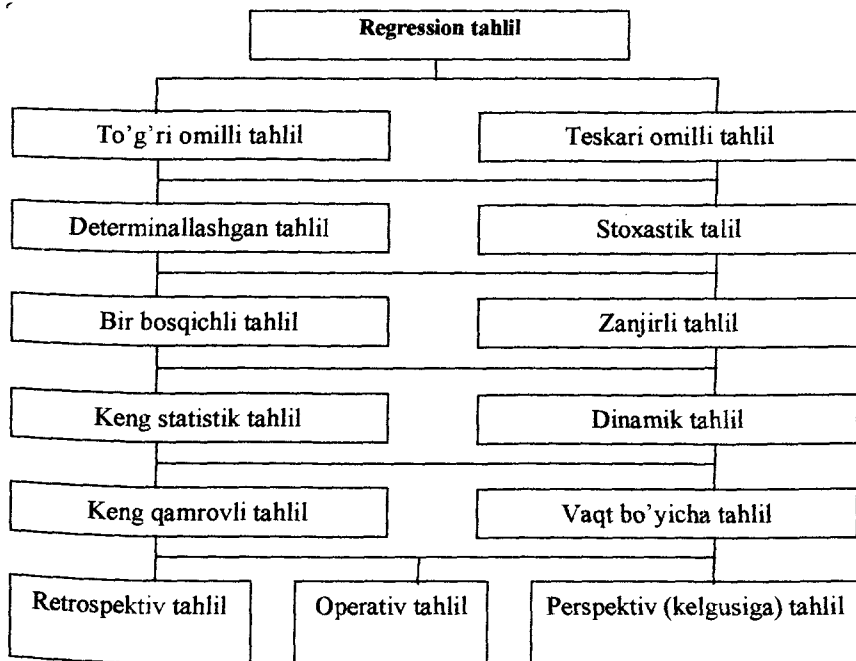 Regression tahlil
To'g'ri omilli tahlil
Teskari omilli tahlil
Determinallashgan tahlil
Stoxastik talil
Bir bosqichli tahlil
Zanjirli tahlil
Keng statistik tahlil
Dinamik tahlil
Keng qamrovli tahlil
Vaqt bo'yicha tahlil
Retrospektiv tahlil
Operativ tahlil
Perspektiv (kelgusiga) tahlil